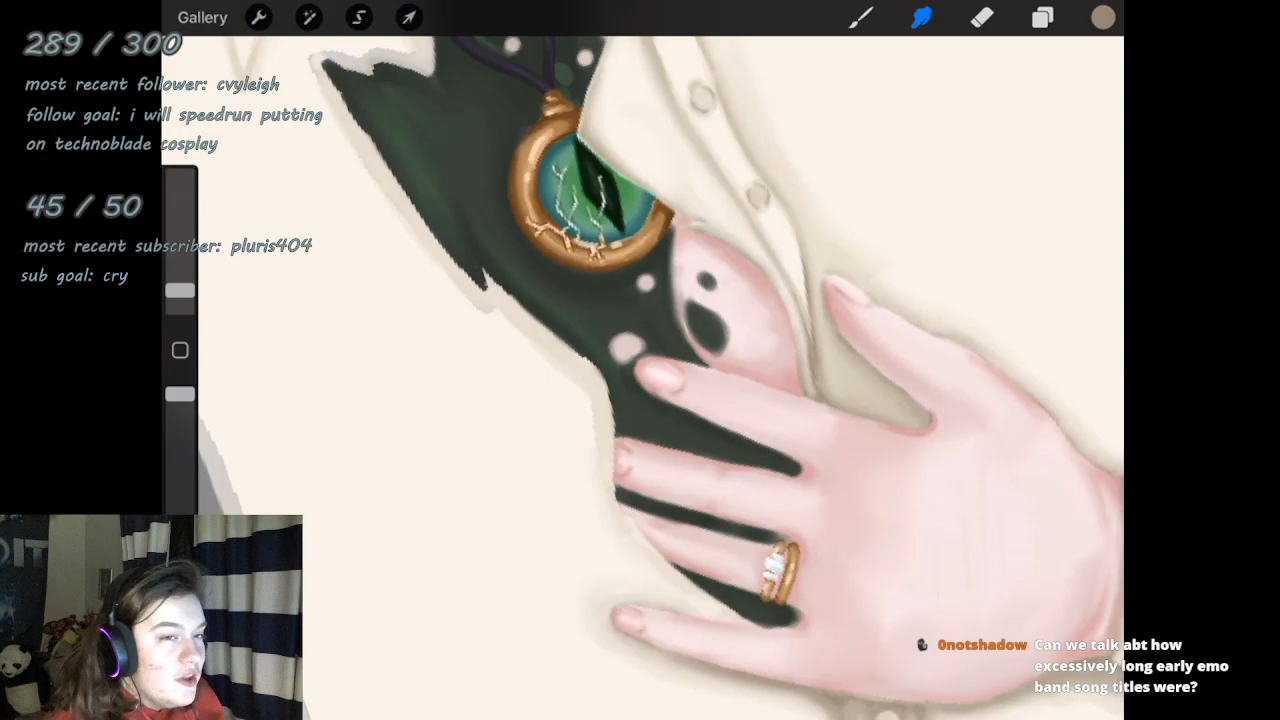 Gallery
289 / 300
most recent follower: cvyleigh
follow goal: i will speedrun putting
on technoblade cosplay
45 / 50
most recent subscriber: pluris404
sub goal: cry
0notshadow Can we talk abt how
excessively long early emo
band song titles were?